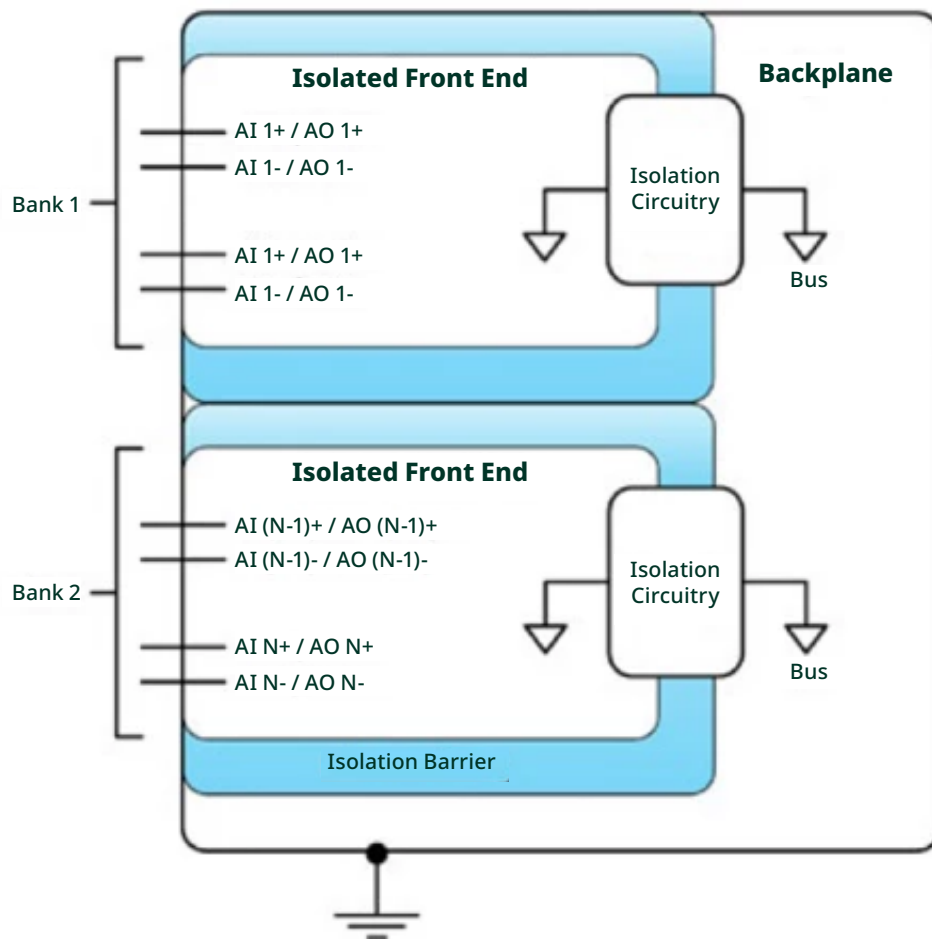 Isolated Front End
Backplane
AI 1+ / AO 1+
AI 1- / AO 1-
Isolation
Circuitry
Bank 1
AI 1+ / AO 1+
AI 1- / AO 1-
Bus
Isolated Front End
AI (N-1)+ / AO (N-1)+
AI (N-1)- / AO (N-1)-
Isolation
Circuitry
Bank 2
AI N+ / AO N+
AI N- / AO N-
Bus
Isolation Barrier